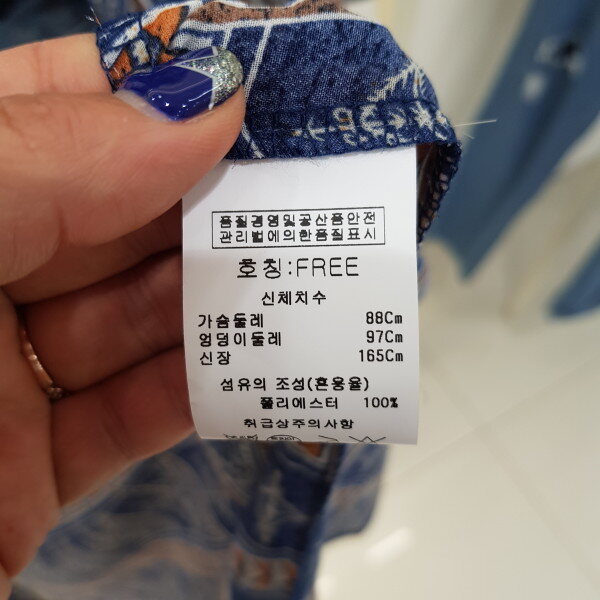 품질경영및공산품안전
관리법에의한품질표시
호칭:FREE
신체치수
가슴둘레 88Cm
엉덩이둘레 97Cm
신장 165Cm
섬유의 조성(혼용율)
폴리에스터 100%
취급상주의사항